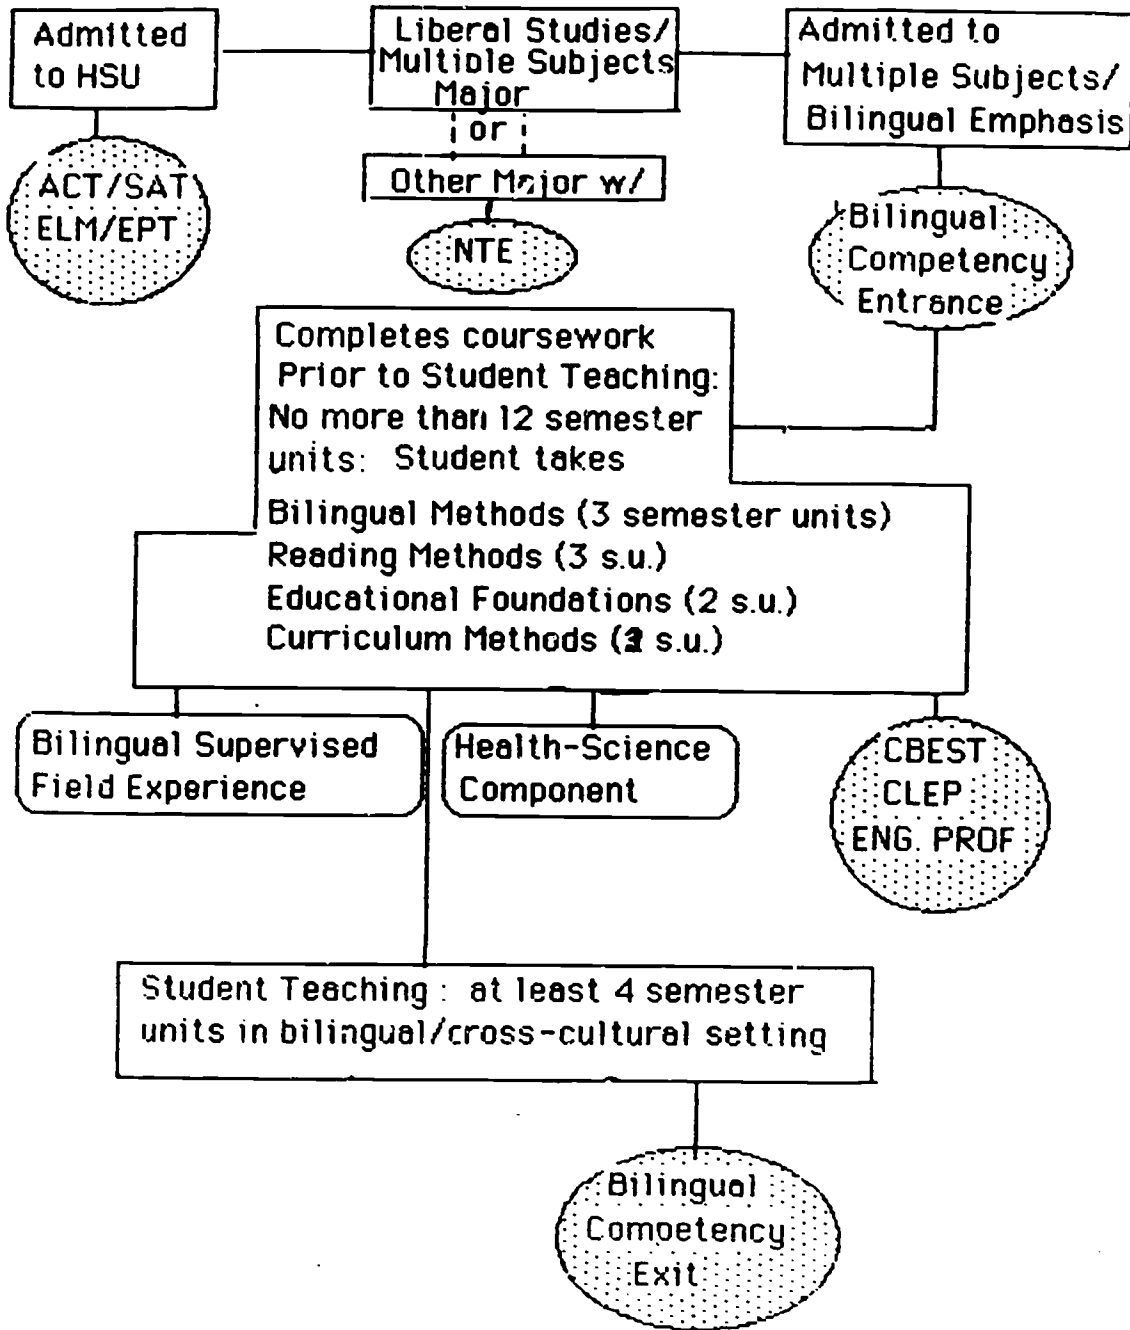 Admitted
to HSU
Liberal Studies/
Multiple Subjects
Major
or
Other Major w/
NTE
Admitted to
Multiple Subjects/
Bilingual Emphasis
ACT/SAT
ELM/EPT
Bilingual
Competency
Entrance
Completes coursework
Prior to Student Teaching:
No more than 12 semester
units: Student takes
Bilingual Methods (3 semester units)
Reading Methods (3 s.u.)
Educational Foundations (2 s.u.)
Curriculum Methods ( s.u.)
Bilingual Supervised
Field Experience
Health-Science
Component
CBEST
CLEP
ENG. PROF
Student Teaching : at least 4 semester
units in bilingual/cross-cultural setting
Bilingual
Competency
Exit